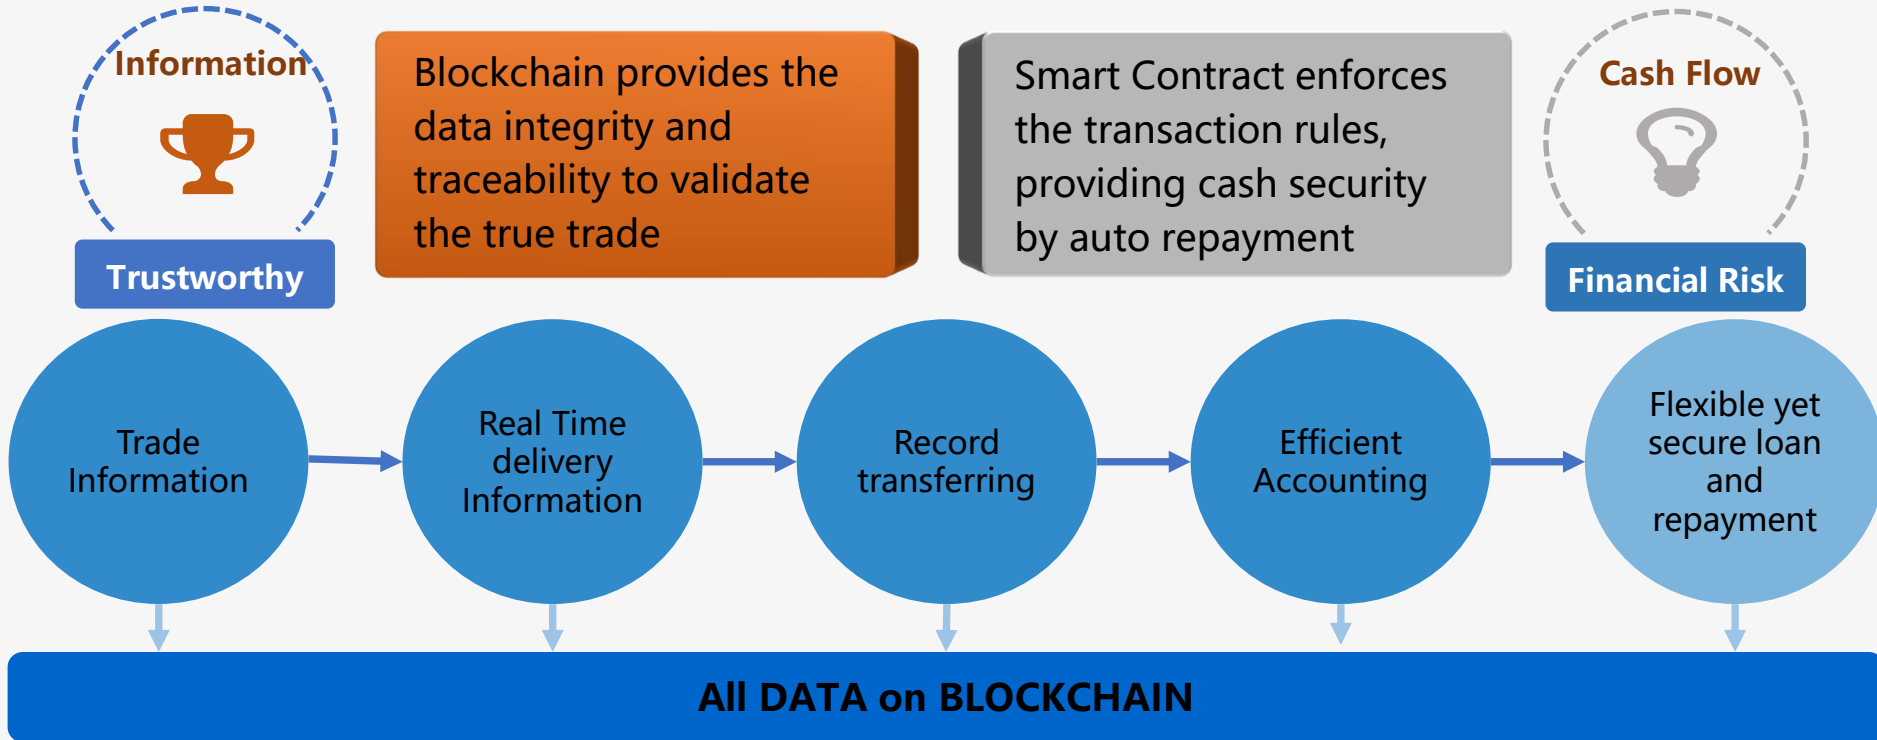 Information
Trustworthy
Blockchain provides the
data integrity and
traceability to validate
the true trade
Smart Contract enforces
the transaction rules,
providing cash security
by auto repayment
Cash Flow
Financial Risk
Trade
Information
Real Time
delivery
Information
Record
transferring
Efficient
Accounting
Flexible yet
secure loan
and
repayment
All DATA on BLOCKCHAIN